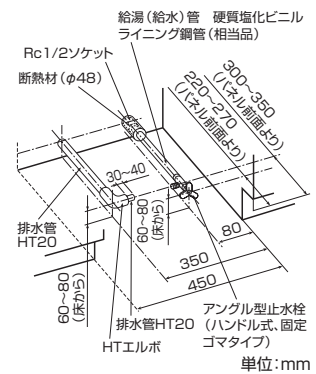 給湯（給水）管　硬質塩化ビニル
ライニング鋼管（相当品）
Rc1/2ソケット
断熱材（φ48）
300〜350
（パネル前面より）
220〜270
（パネル前面より）
30〜40
排水管
HT20
60〜80
（床から）
80
350
450
60〜80
（床から）
排水管HT20
HTエルボ
アングル型止水栓
（ハンドル式、固定
ゴマタイプ）
単位：mm